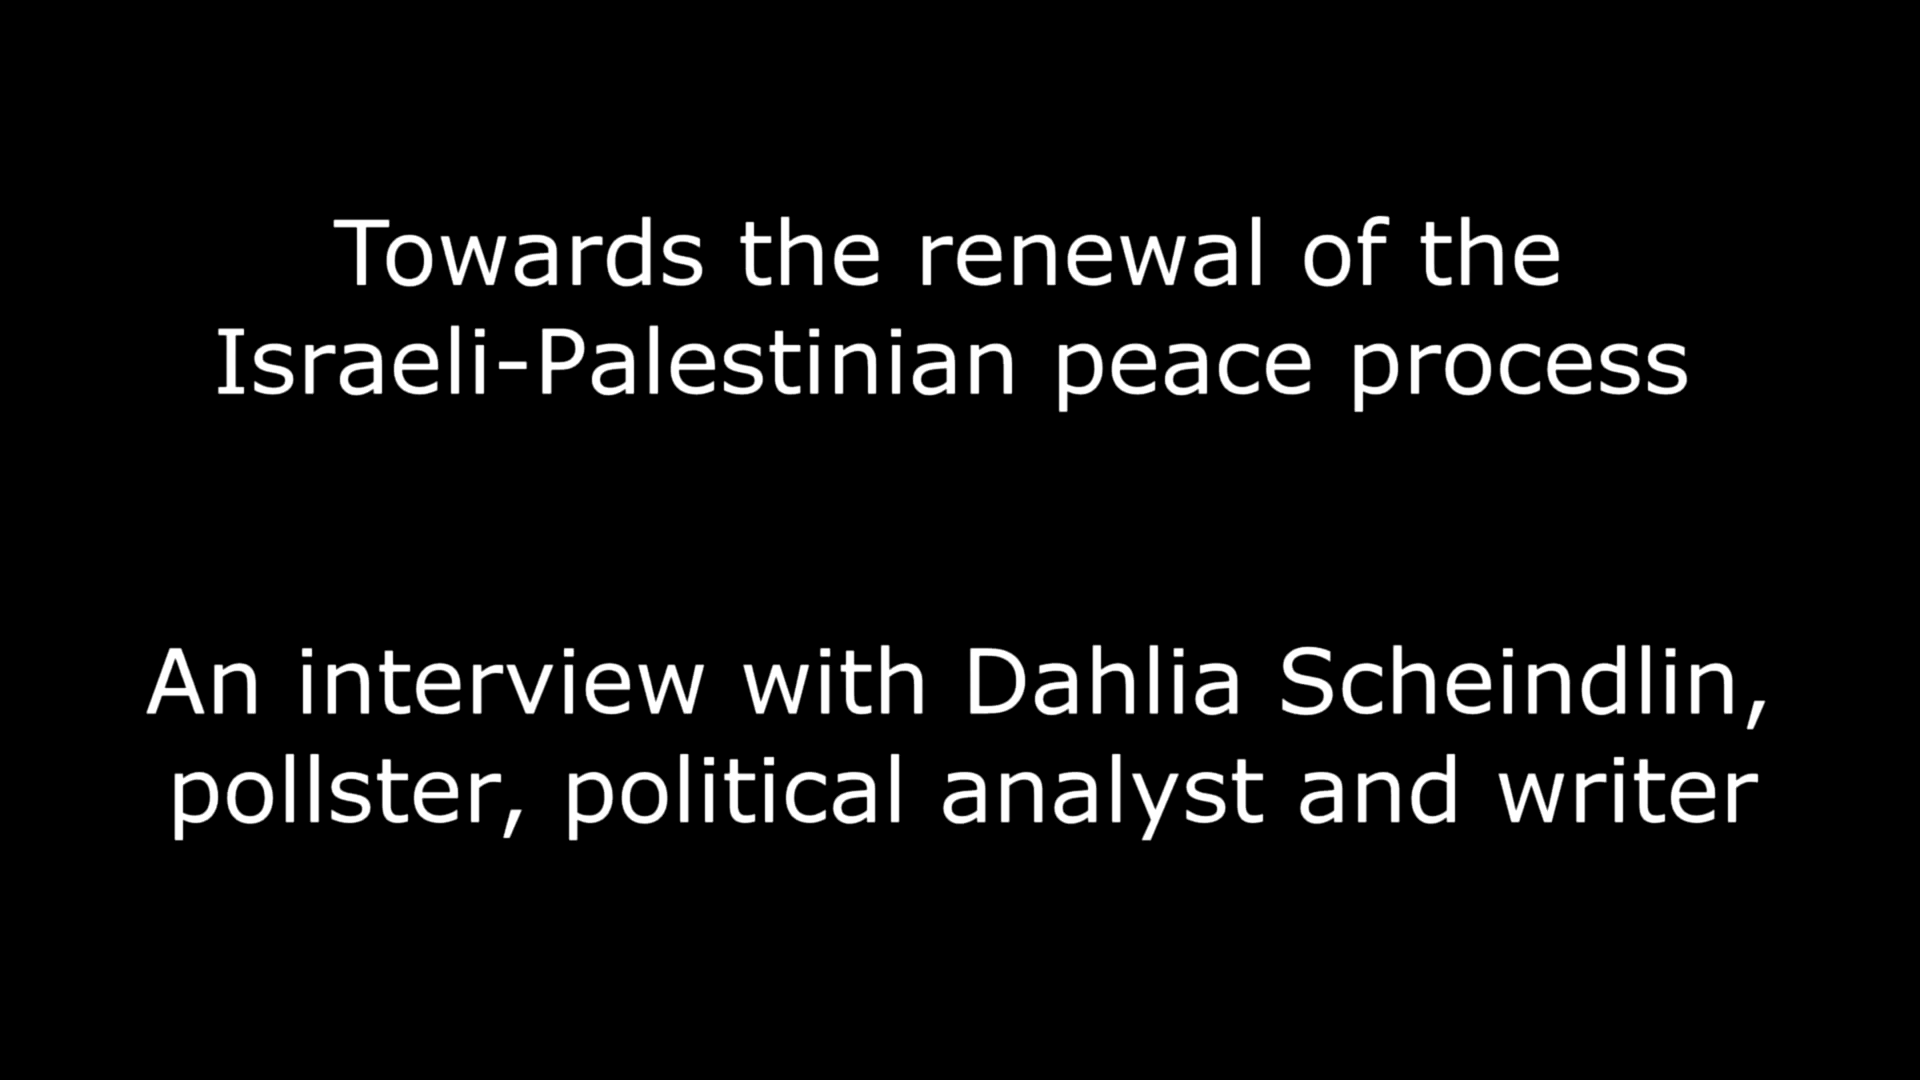 Towards the renewal of the
Israeli-Palestinian peace process
An interview with Dahlia Scheindlin,
pollster, political analyst and writer